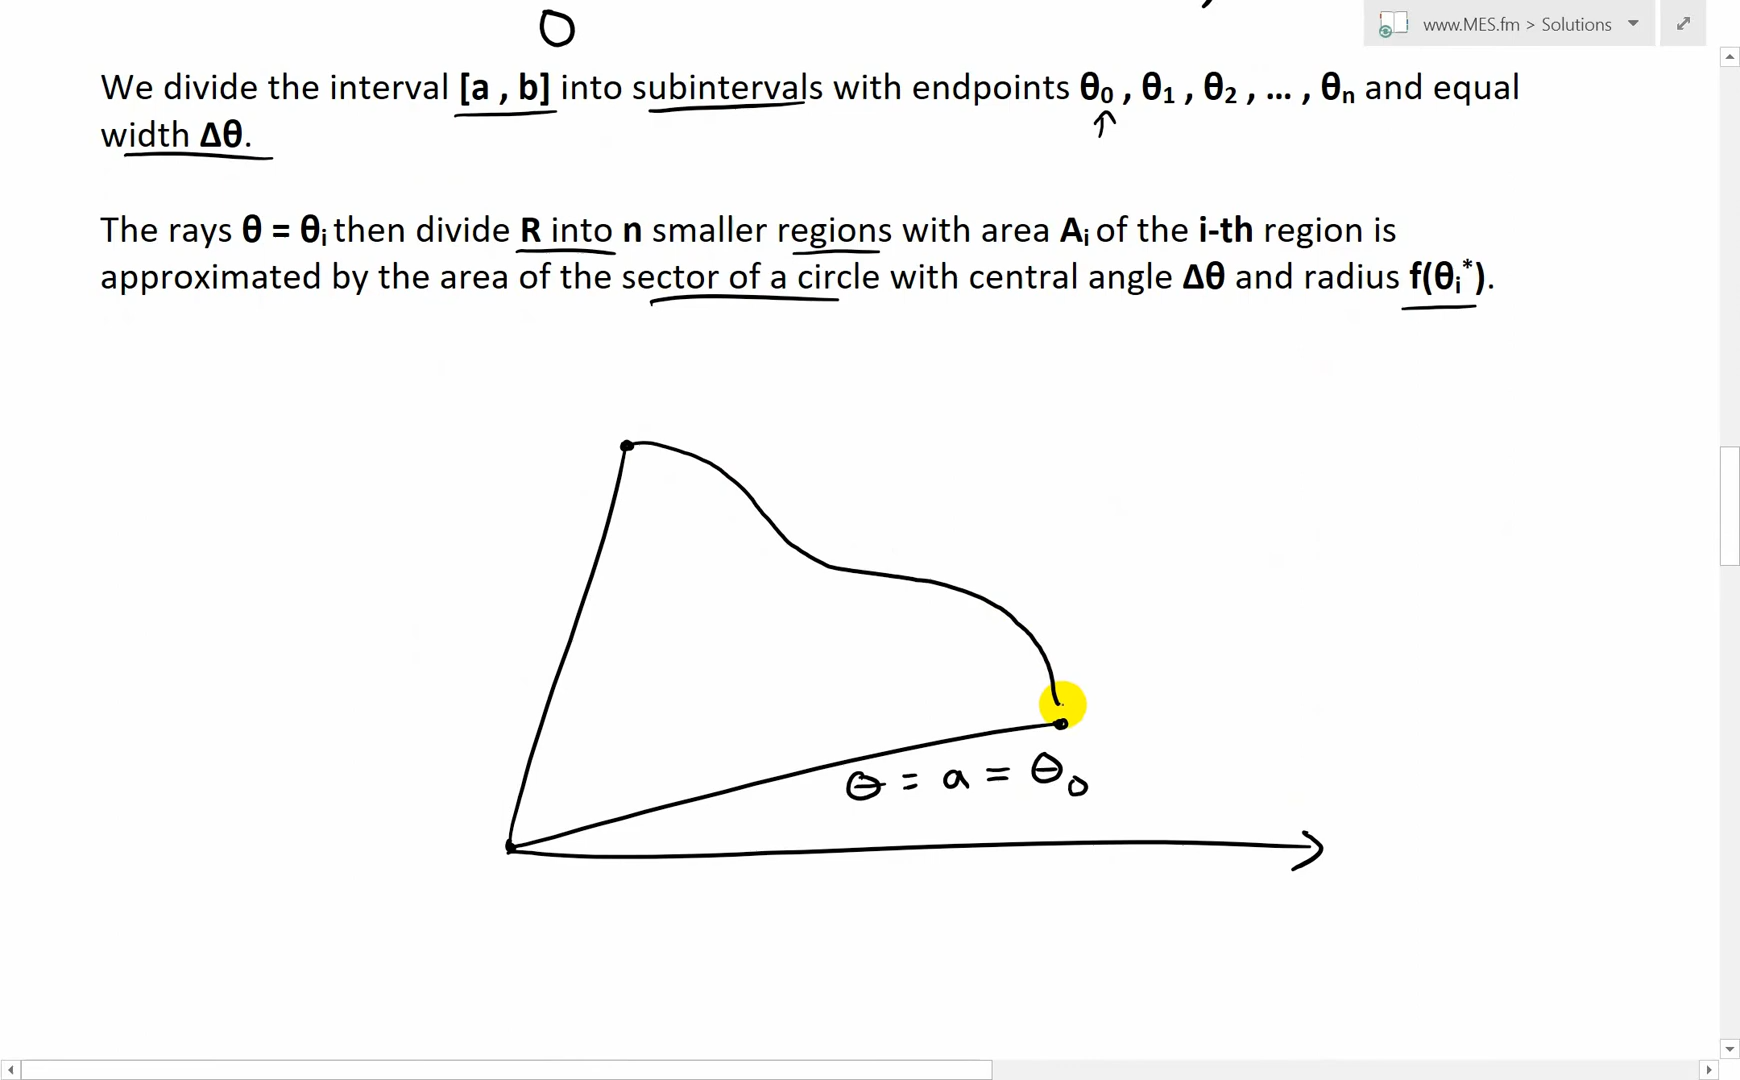 www.MES.fm > Solutions
O
We divide the interval [a , b] into subintervals with endpoints θ₀ , θ₁ , θ₂ , ... , θₙ and equal
width Δθ.
The rays θ = θᵢ then divide R into n smaller regions with area Aᵢ of the i-th region is
approximated by the area of the sector of a circle with central angle Δθ and radius f(θᵢ*).
θ = a = θ₀